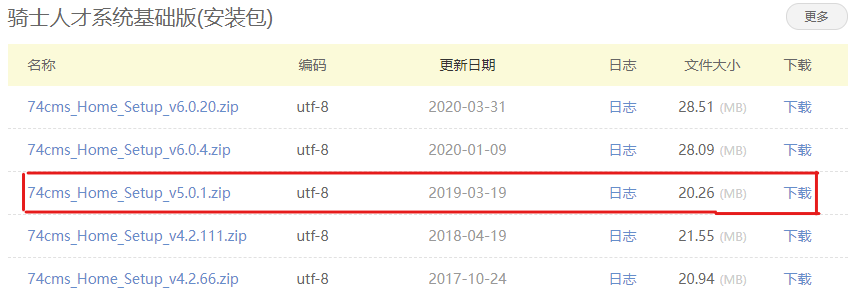 骑士人才系统基础版(安装包) 更多
名称 编码 更新日期 日志 文件大小 下载
74cms_Home_Setup_v6.0.20.zip utf-8 2020-03-31 日志 28.51 (MB) 下载
74cms_Home_Setup_v6.0.4.zip utf-8 2020-01-09 日志 28.09 (MB) 下载
74cms_Home_Setup_v5.0.1.zip utf-8 2019-03-19 日志 20.26 (MB) 下载
74cms_Home_Setup_v4.2.111.zip utf-8 2018-04-19 日志 21.55 (MB) 下载
74cms_Home_Setup_v4.2.66.zip utf-8 2017-10-24 日志 20.94 (MB) 下载